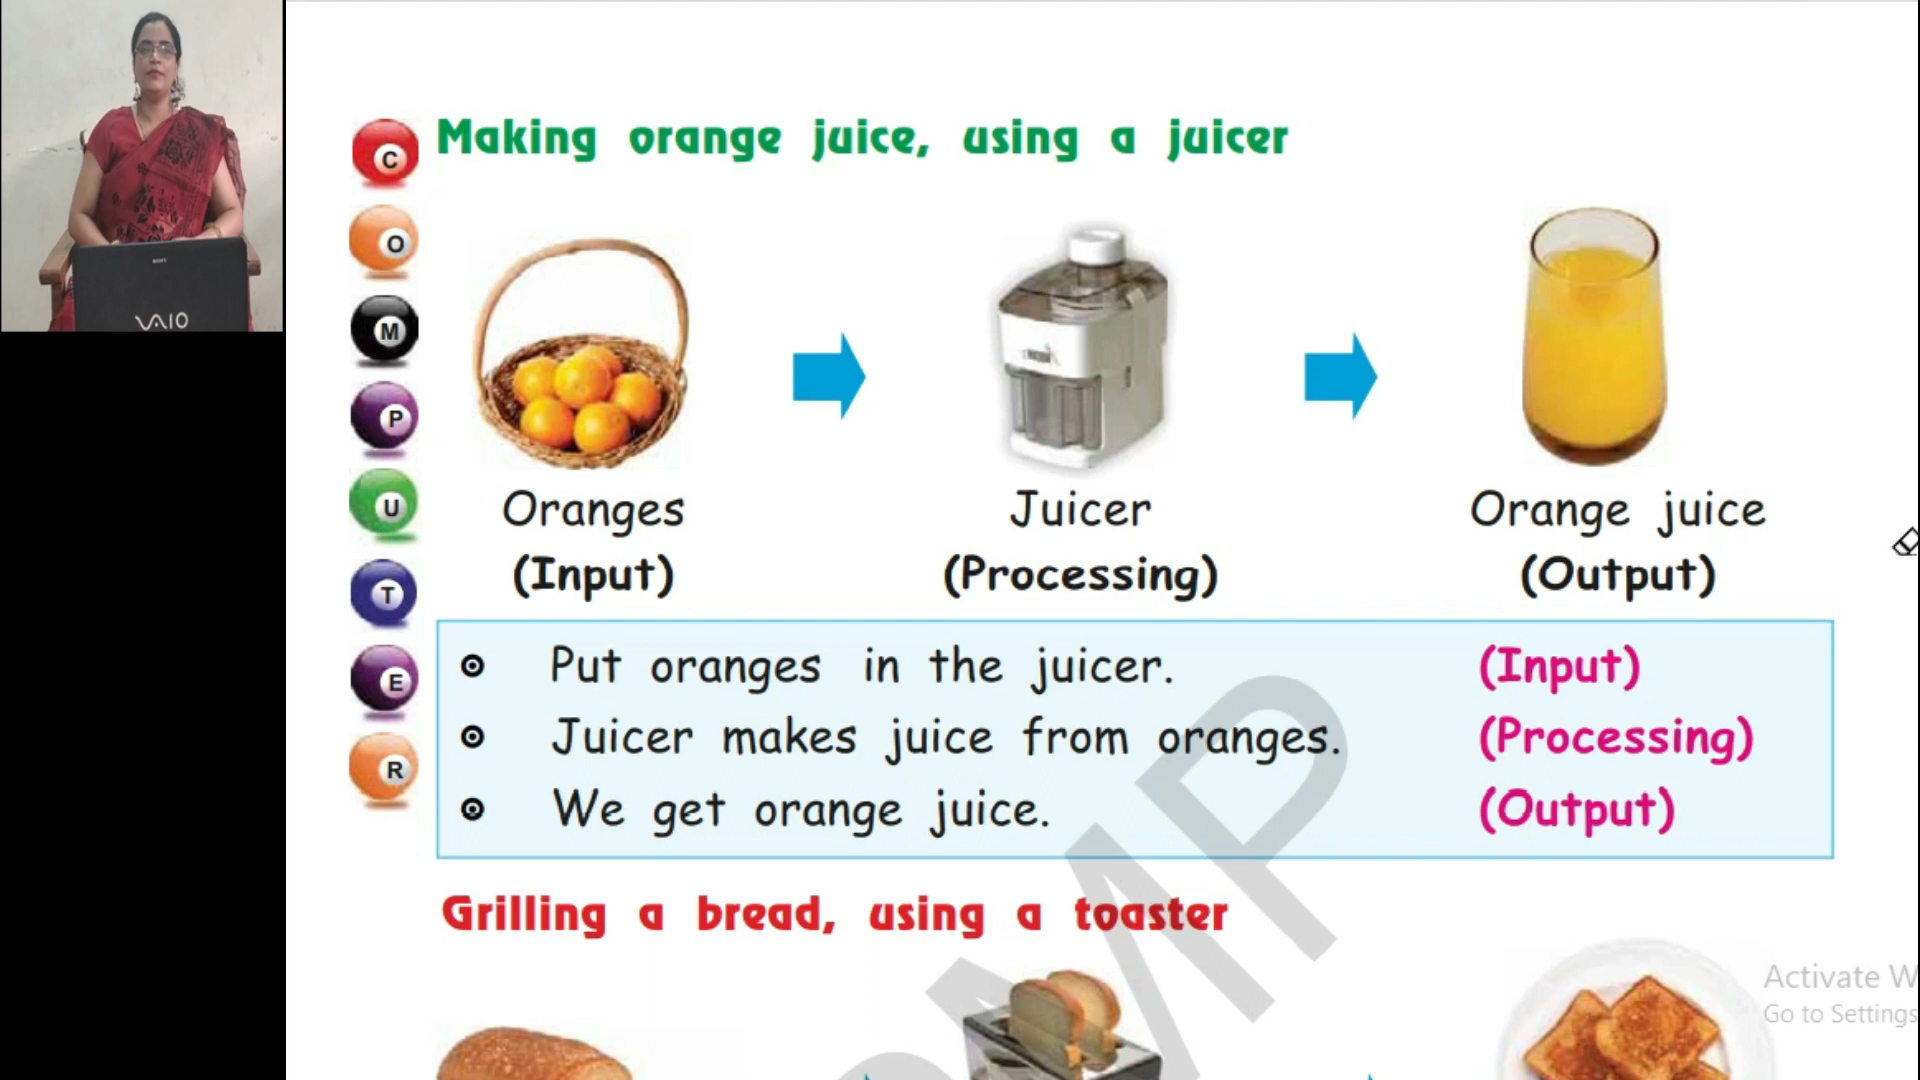 SONY
VAIO
C
O
M
P
U
T
E
R
Making orange juice, using a juicer
Oranges
(Input)
Juicer
(Processing)
Orange juice
(Output)
Put oranges in the juicer. (Input)
Juicer makes juice from oranges. (Processing)
We get orange juice. (Output)
Grilling a bread, using a toaster
MP
Activate W
Go to Settings